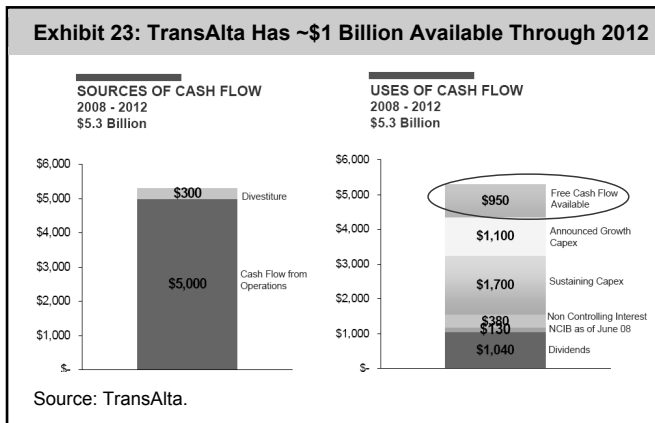 Exhibit 23: TransAlta Has ~$1 Billion Available Through 2012
SOURCES OF CASH FLOW
2008 - 2012
$5.3 Billion
$6,000
$5,000
$4,000
$3,000
$2,000
$1,000
$-
$300
Divestiture
$5,000
Cash Flow from
Operations
USES OF CASH FLOW
2008 - 2012
$5.3 Billion
$6,000
$5,000
$4,000
$3,000
$2,000
$1,000
$-
$950
Free Cash Flow
Available
$1,100
Announced Growth
Capex
$1,700
Sustaining Capex
$380
Non Controlling Interest
$130
NCIB as of June 08
$1,040
Dividends
Source: TransAlta.